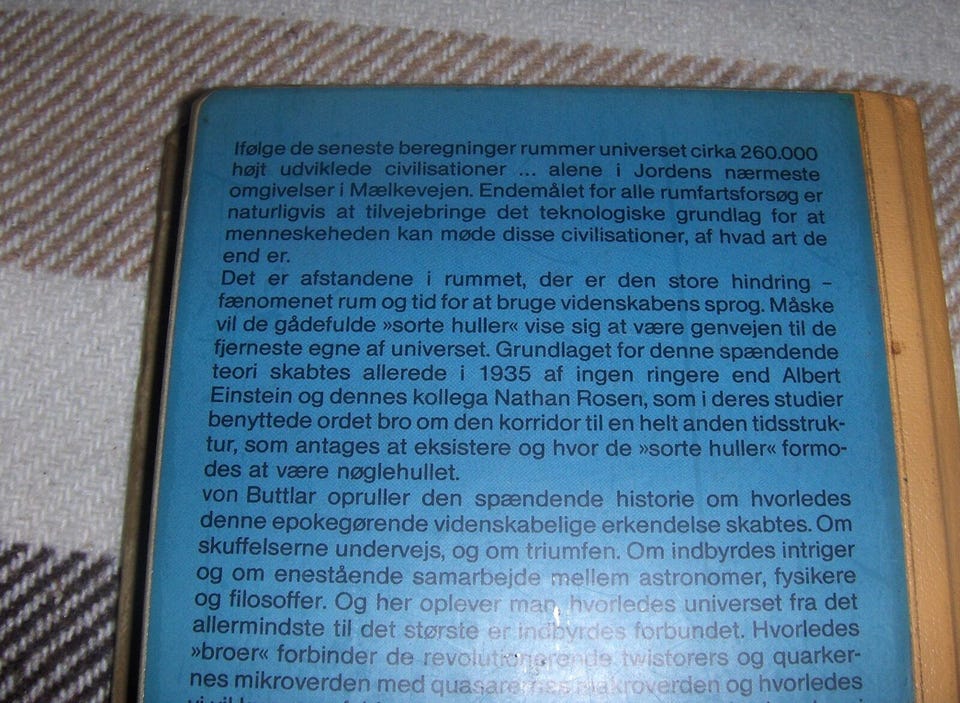 Ifølge de seneste beregninger rummer universet cirka 260.000
højt udviklede civilisationer ... alene i Jordens nærmeste
omgivelser i Mælkevejen. Endemålet for alle rumfartsforsøg er
naturligvis at tilvejebringe det teknologiske grundlag for at
menneskeheden kan møde disse civilisationer, af hvad art de
end er.
Det er afstandene i rummet, der er den store hindring –
fænomenet rum og tid for at bruge videnskabens sprog. Måske
vil de gådefulde »sorte huller« vise sig at være genvejen til de
fjerneste egne af universet. Grundlaget for denne spændende
teori skabtes allerede i 1935 af ingen ringere end Albert
Einstein og dennes kollega Nathan Rosen, som i deres studier
benyttede ordet bro om den korridor til en helt anden tidsstruk-
tur, som antages at eksistere og hvor de »sorte huller« formo-
des at være nøglehullet.
von Buttlar opruller den spændende historie om hvorledes
denne epokegørende videnskabelige erkendelse skabtes. Om
skuffelserne undervejs, og om triumfen. Om indbyrdes intriger
og om enestående samarbejde mellem astronomer, fysikere
og filosoffer. Og her oplever man, hvorledes universet fra det
allermindste til det største er indbyrdes forbundet. Hvorledes
»broer« forbinder de revolutionerende twistorers og quarker-
nes mikroverden med quasarernes makroverden og hvorledes